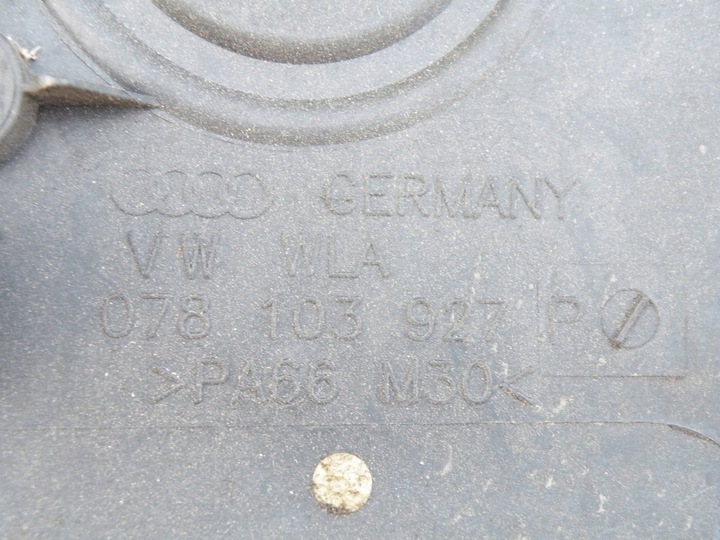 GERMANY
VW WLA
078 103 927 P
>PA66 M30<